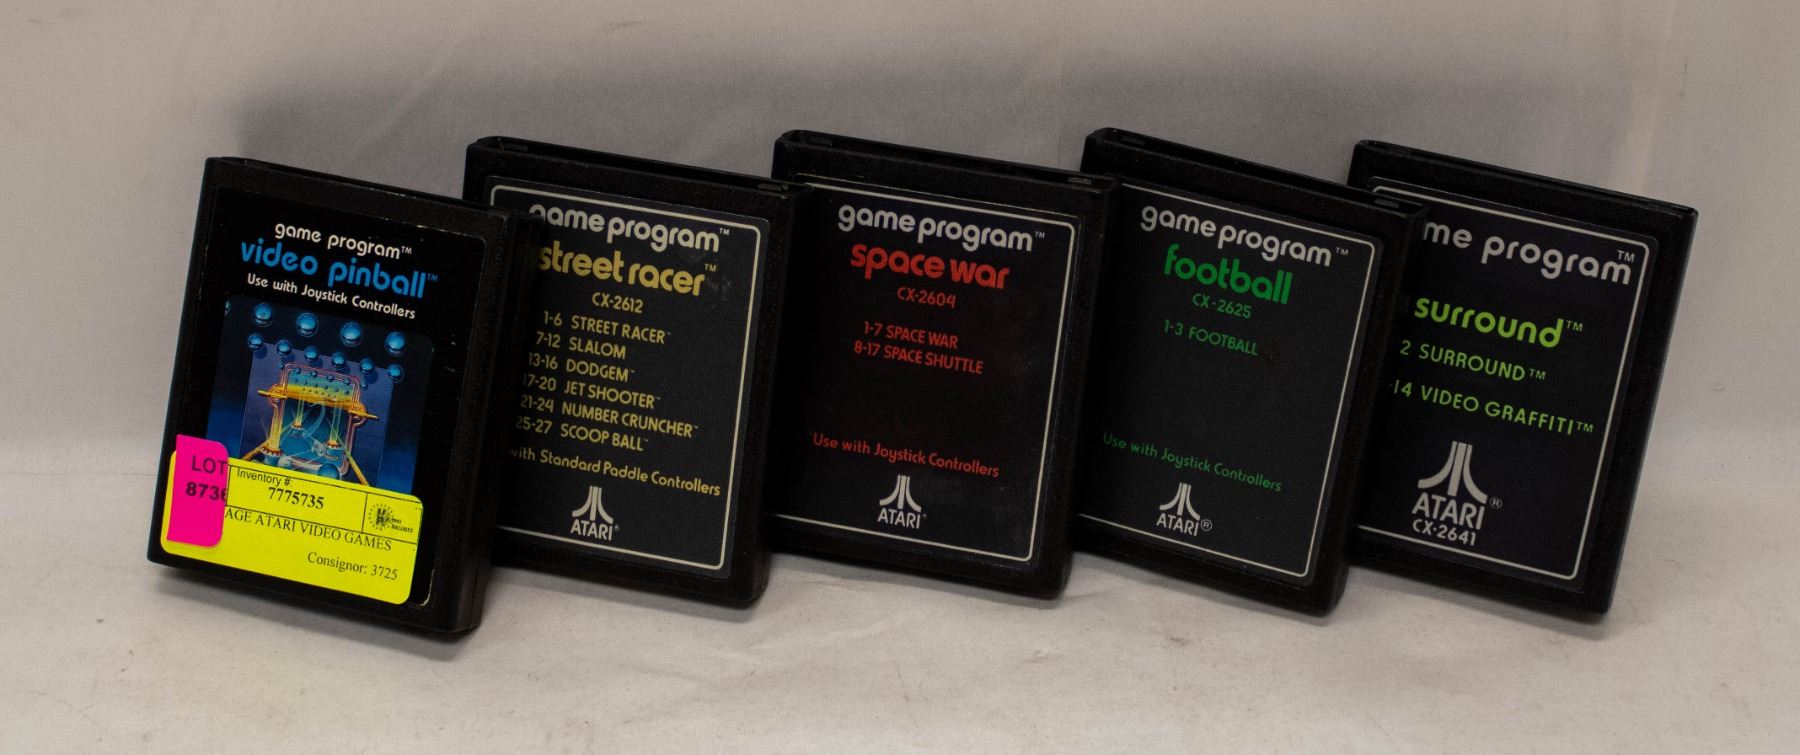 game program™
video pinball™
Use with Joystick Controllers
LOT
873
Inventory #:
7775735
AGE ATARI VIDEO GAMES
Consignor: 3725
game program™
street racer™
CX-2612
1-6 STREET RACER™
7-12 SLALOM
13-16 DODGEM™
17-20 JET SHOOTER™
21-24 NUMBER CRUNCHER™
25-27 SCOOP BALL™
with Standard Paddle Controllers
ATARI®
game program™
space war
CX-2604
1-7 SPACE WAR
8-17 SPACE SHUTTLE
Use with Joystick Controllers
ATARI®
game program™
football
CX-2625
1-3 FOOTBALL
Use with Joystick Controllers
ATARI®
me program™
surround™
2 SURROUND™
14 VIDEO GRAFFITI™
ATARI®
CX-2641